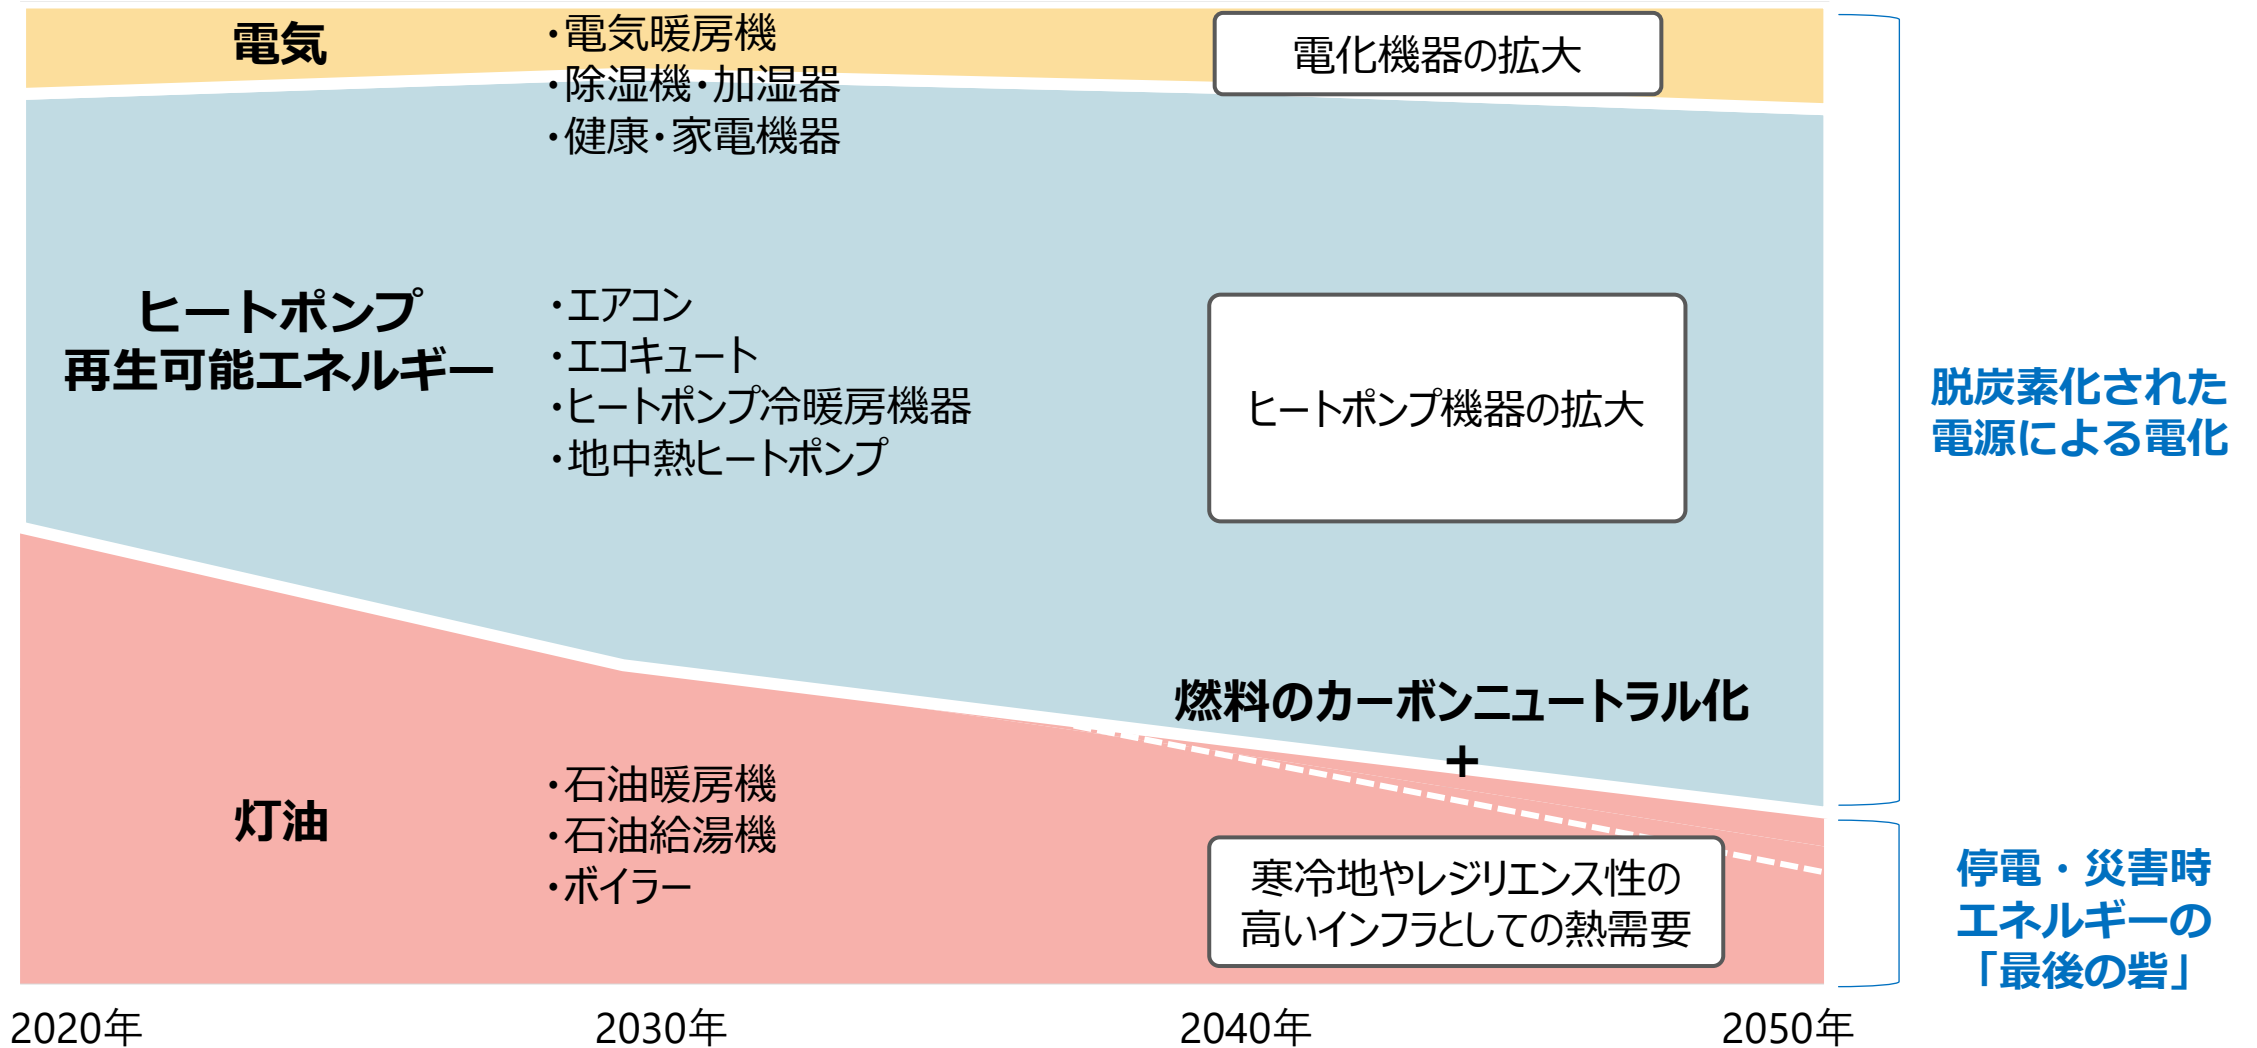 電気
・電気暖房機
・除湿機・加湿器
・健康・家電機器
電化機器の拡大
ヒートポンプ
再生可能エネルギー
・エアコン
・エコキュート
・ヒートポンプ冷暖房機器
・地中熱ヒートポンプ
ヒートポンプ機器の拡大
脱炭素化された
電源による電化
燃料のカーボンニュートラル化
+
灯油
・石油暖房機
・石油給湯機
・ボイラー
寒冷地やレジリエンス性の
高いインフラとしての熱需要
停電・災害時
エネルギーの
「最後の砦」
2020年
2030年
2040年
2050年